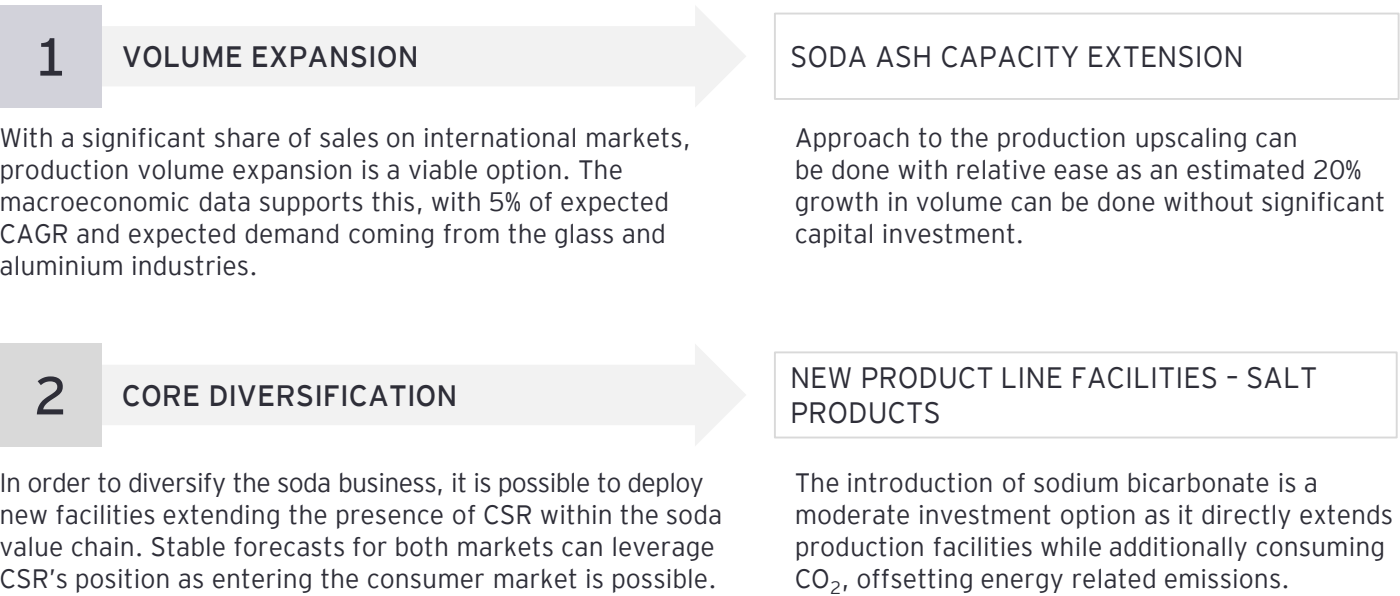 1
VOLUME EXPANSION
SODA ASH CAPACITY EXTENSION
With a significant share of sales on international markets,
production volume expansion is a viable option. The
macroeconomic data supports this, with 5% of expected
CAGR and expected demand coming from the glass and
aluminium industries.
Approach to the production upscaling can
be done with relative ease as an estimated 20%
growth in volume can be done without significant
capital investment.
2
CORE DIVERSIFICATION
NEW PRODUCT LINE FACILITIES – SALT
PRODUCTS
In order to diversify the soda business, it is possible to deploy
new facilities extending the presence of CSR within the soda
value chain. Stable forecasts for both markets can leverage
CSR’s position as entering the consumer market is possible.
The introduction of sodium bicarbonate is a
moderate investment option as it directly extends
production facilities while additionally consuming
CO₂, offsetting energy related emissions.